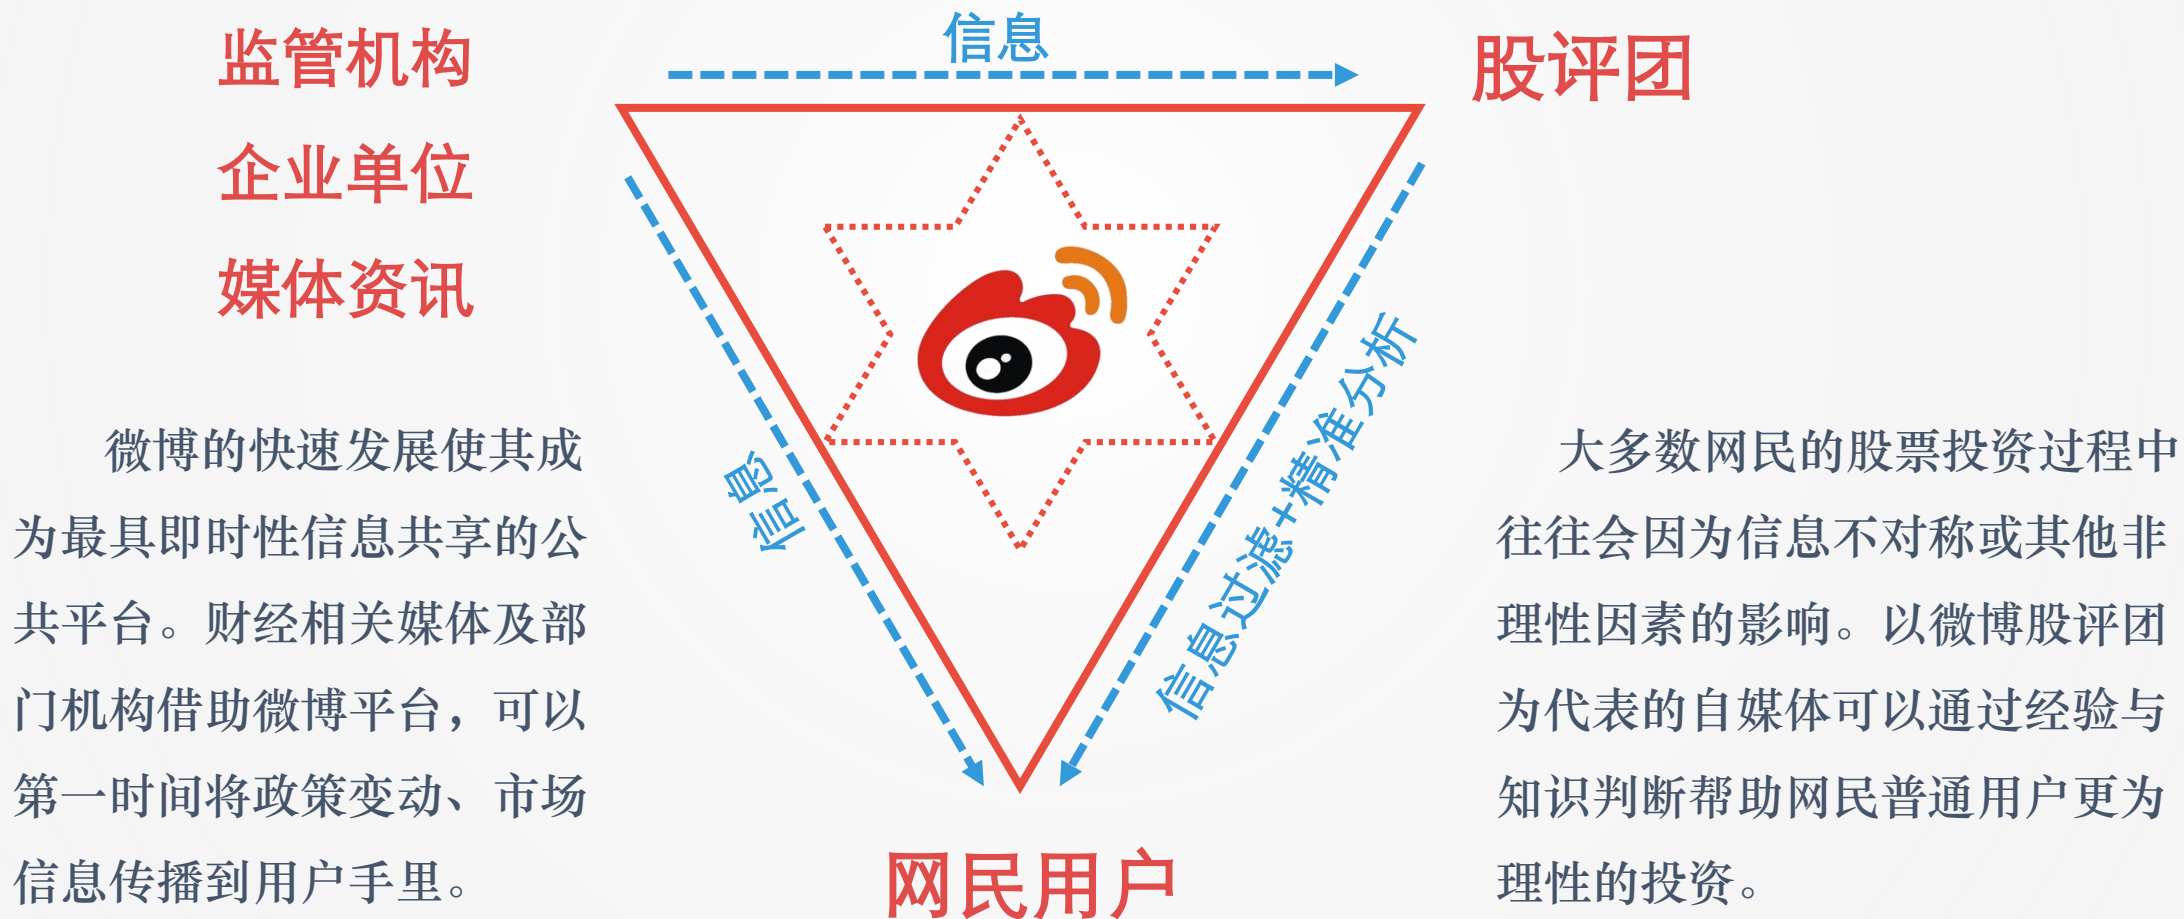 监管机构
企业单位
媒体资讯
信息
股评团
信息
信息过滤+精准分析
微博的快速发展使其成
为最具即时性信息共享的公
共平台。财经相关媒体及部
门机构借助微博平台，可以
第一时间将政策变动、市场
信息传播到用户手里。
大多数网民的股票投资过程中
往往会因为信息不对称或其他非
理性因素的影响。以微博股评团
为代表的自媒体可以通过经验与
知识判断帮助网民普通用户更为
理性的投资。
网民用户